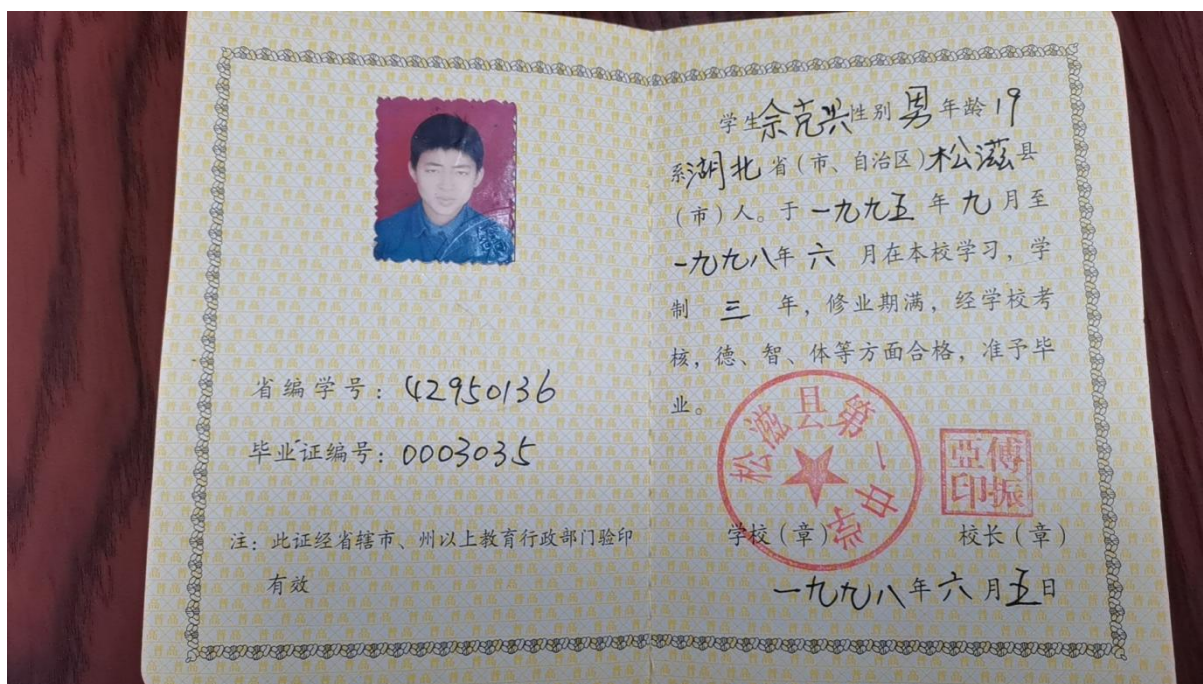 省编学号：42950136
毕业证编号：0003035
注：此证经省辖市、州以上教育行政部门验印
有效
学生佘克兴性别男年龄19
系湖北省（市、自治区）松滋县
（市）人。于一九九五年九月至
一九九八年六月在本校学习，学
制三年，修业期满，经学校考
核，德、智、体等方面合格，准予毕
业。
松滋县第一中学
傅振亞印
学校（章）校长（章）
一九九八年六月五日